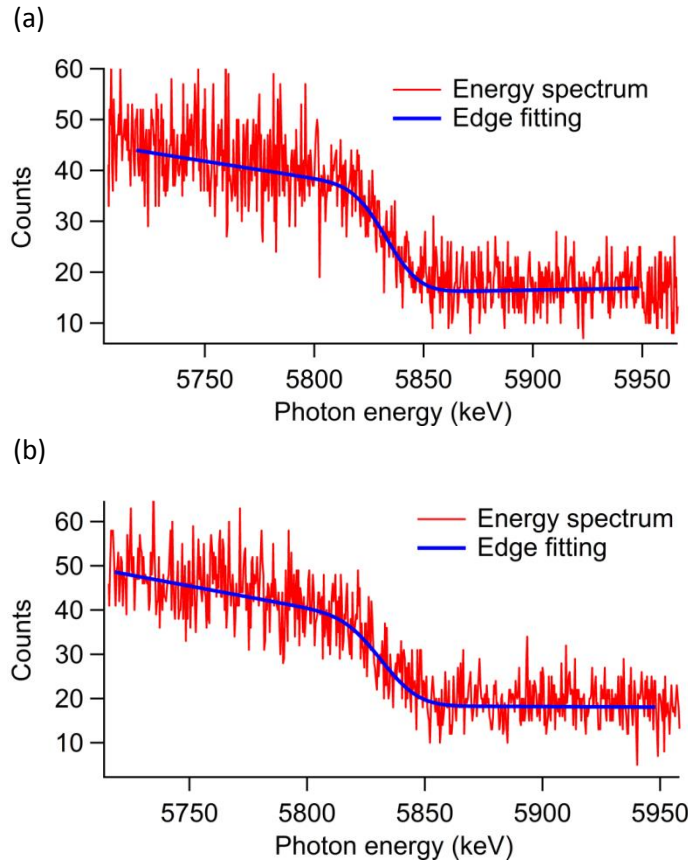 (a)
60
50
40
30
20
10
Counts
Energy spectrum
Edge fitting
5750 5800 5850 5900 5950
Photon energy (keV)
(b)
60
50
40
30
20
10
Counts
Energy spectrum
Edge fitting
5750 5800 5850 5900 5950
Photon energy (keV)